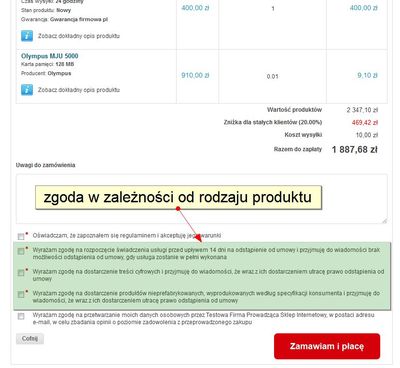 Czas wysyłki: 24 godziny
Stan produktu: Nowy
Gwarancja: Gwarancja firmowa pl
400.00 zł 1 400.00 zł
Zobacz dokładny opis produktu
Olympus MJU 5000
Karta pamięci: 128 MB
Producent: Olympus
910,00 zł 0.01 9,10 zł
Zobacz dokładny opis produktu
Wartość produktów 2 347,10 zł
Zniżka dla stałych klientów (20.00%) 469,42 zł
Koszt wysyłki 10,00 zł
Razem do zapłaty 1 887,68 zł
Uwagi do zamówienia
zgoda w zależności od rodzaju produktu
* Oświadczam, że zapoznałem się regulaminem i akceptuję jego warunki
* Wyrażam zgodę na rozpoczęcie świadczenia usługi przed upływem 14 dni na odstąpienie od umowy i przyjmuję do wiadomości brak
możliwości odstąpienia od umowy, gdy usługa zostanie w pełni wykonana
* Wyrażam zgodę na dostarczenie treści cyfrowych i przyjmuję do wiadomości, że wraz z ich dostarczeniem utracę prawo odstąpienia od
umowy
* Wyrażam zgodę na dostarczenie produktów nieprefabrykowanych, wyprodukowanych według specyfikacji konsumenta i przyjmuję do
wiadomości, że wraz z ich dostarczeniem utracę prawo odstąpienia od umowy
Wyrażam zgodę na przetwarzanie moich danych osobowych przez Testowa Firma Prowadząca Sklep Internetowy, w postaci adresu
e-mail, w celu zbadania opinii o poziomie zadowolenia z przeprowadzonego zakupu
Cofnij
Zamawiam i płacę